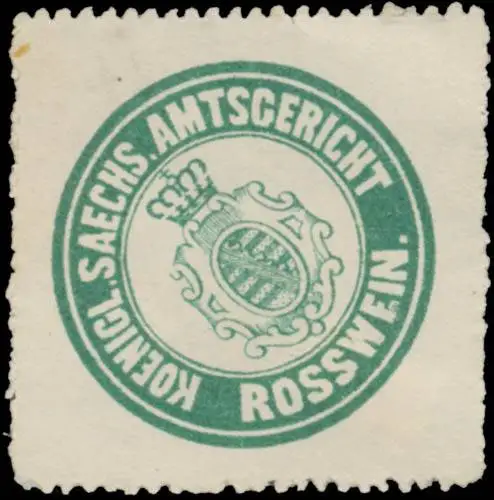 KOENIGL. SAECHS. AMTSGERICHT
ROSSWEIN.